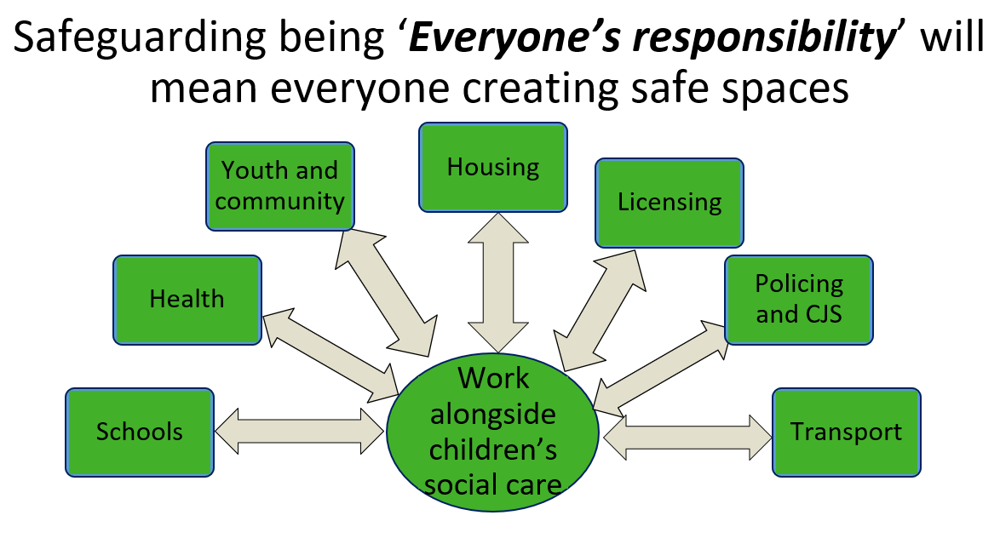 Safeguarding being ‘Everyone’s responsibility’ will
mean everyone creating safe spaces
Housing
Youth and
community
Licensing
Health
Policing
and CJS
Schools
Work
alongside
children’s
social care
Transport